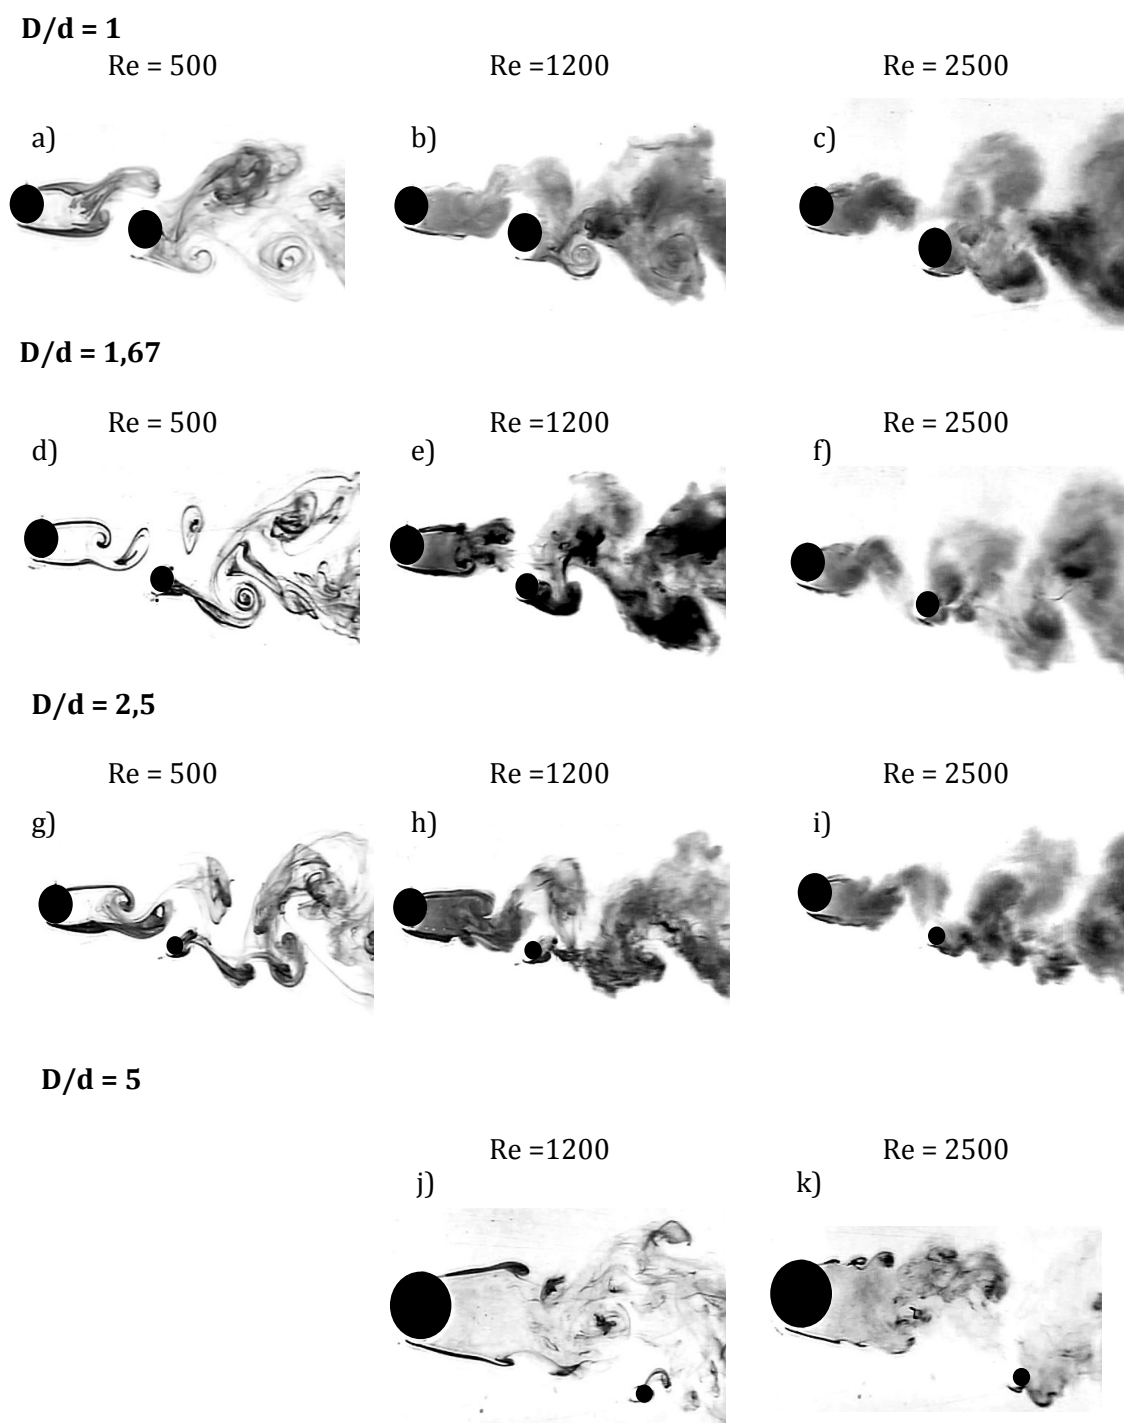 D/d = 1
Re = 500 Re =1200 Re = 2500
a) b) c)
D/d = 1,67
Re = 500 Re =1200 Re = 2500
d) e) f)
D/d = 2,5
Re = 500 Re =1200 Re = 2500
g) h) i)
D/d = 5
Re =1200 Re = 2500
j) k)